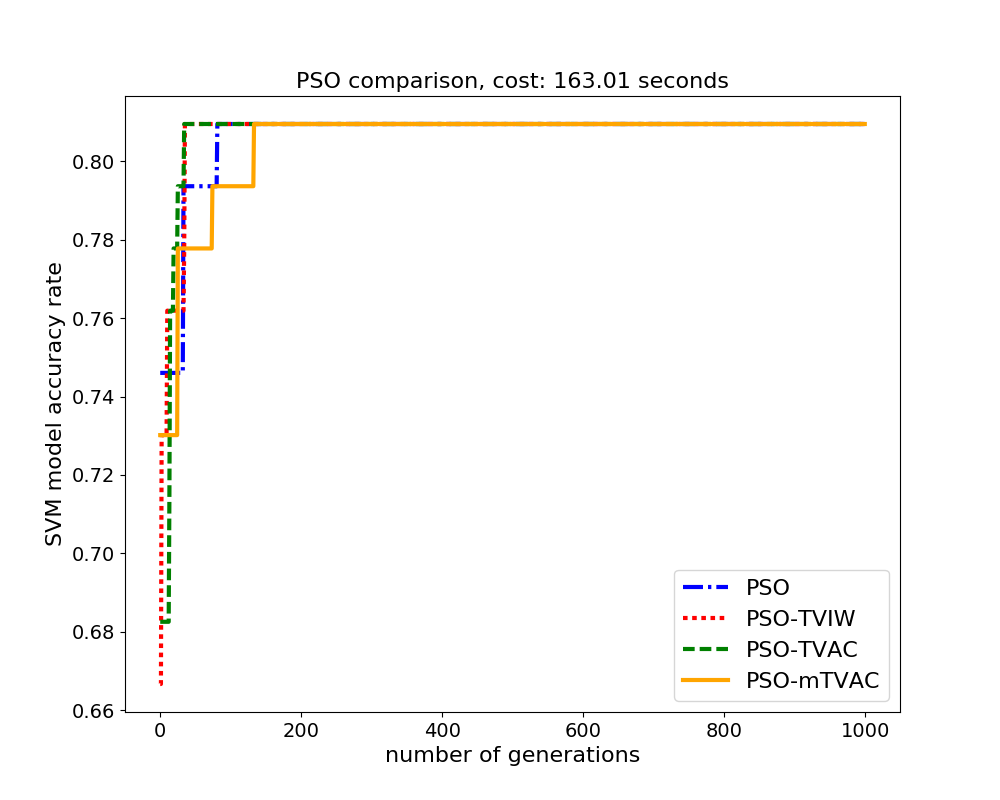 PSO comparison, cost: 163.01 seconds
SVM model accuracy rate
0.80
0.78
0.76
0.74
0.72
0.70
0.68
0.66
0 200 400 600 800 1000
number of generations
PSO
PSO-TVIW
PSO-TVAC
PSO-mTVAC